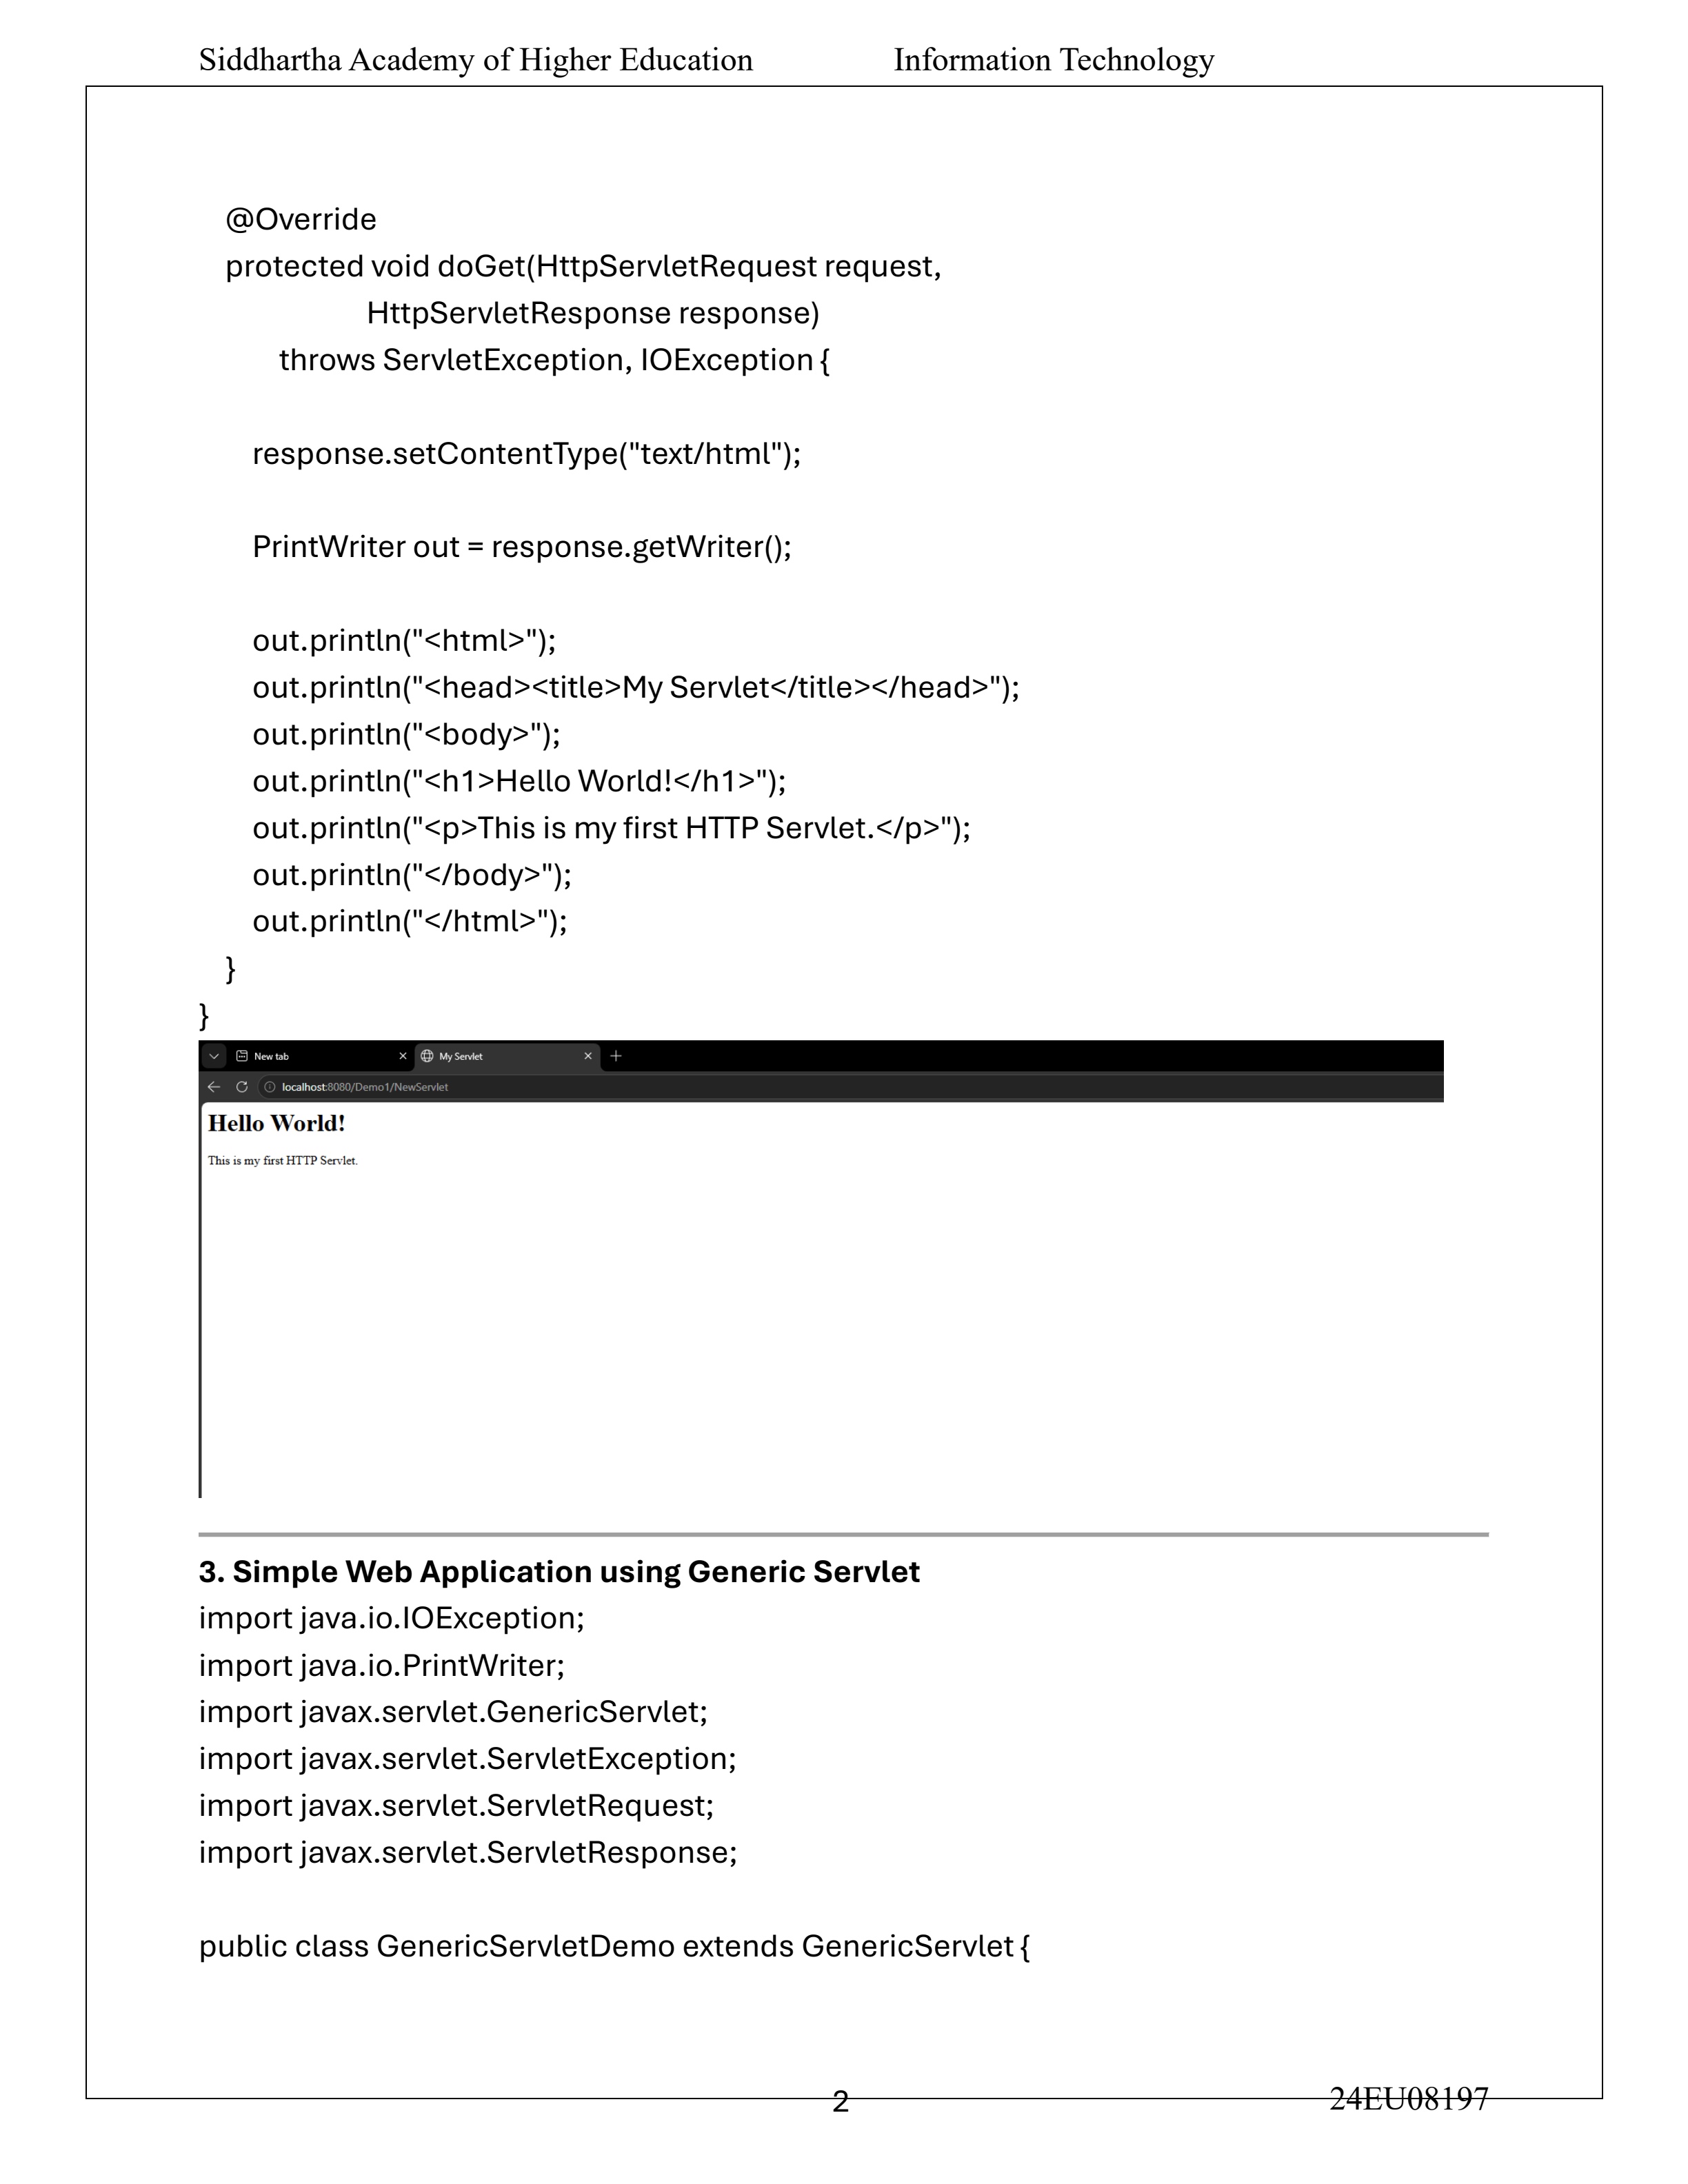 Siddhartha Academy of Higher Education Information Technology
@Override
protected void doGet(HttpServletRequest request,
HttpServletResponse response)
throws ServletException, IOException {
response.setContentType("text/html");
PrintWriter out = response.getWriter();
out.println("<html>");
out.println("<head><title>My Servlet</title></head>");
out.println("<body>");
out.println("<h1>Hello World!</h1>");
out.println("<p>This is my first HTTP Servlet.</p>");
out.println("</body>");
out.println("</html>");
}
}
New tab My Servlet
localhost:8080/Demo1/NewServlet
Hello World!
This is my first HTTP Servlet.
3. Simple Web Application using Generic Servlet
import java.io.IOException;
import java.io.PrintWriter;
import javax.servlet.GenericServlet;
import javax.servlet.ServletException;
import javax.servlet.ServletRequest;
import javax.servlet.ServletResponse;
public class GenericServletDemo extends GenericServlet {
2 24EU08197